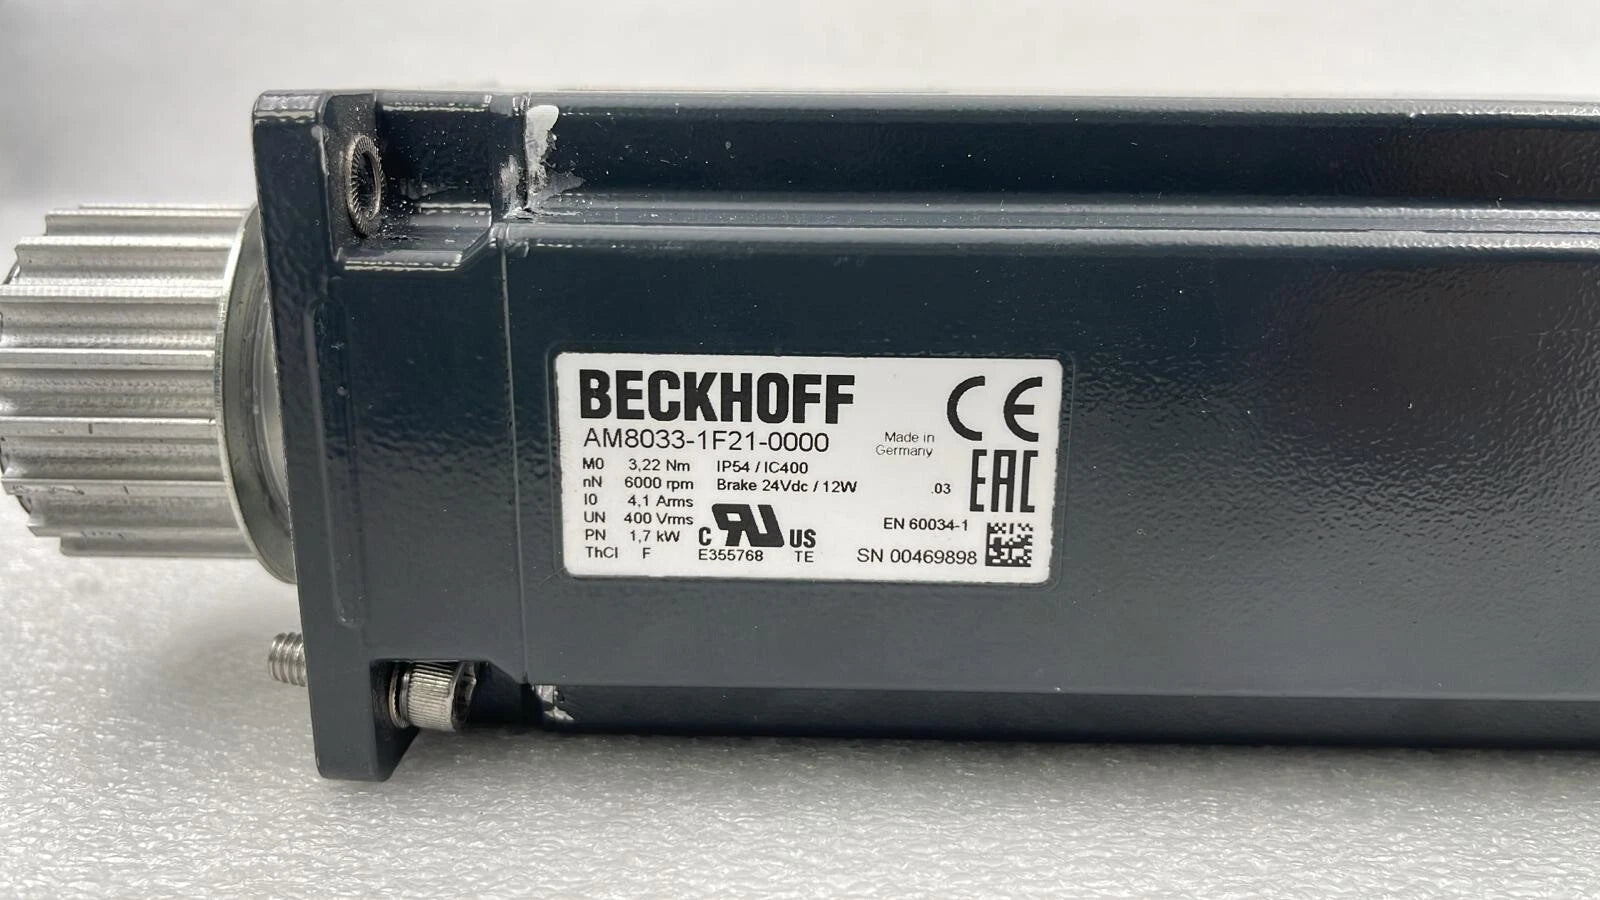 BECKHOFF
AM8033-1F21-0000
M0 3,22 Nm IP54 / IC400
nN 6000 rpm Brake 24Vdc / 12W
I0 4,1 Arms
UN 400 Vrms
PN 1,7 kW
ThCl F
C RU US
E355768 TE
Made in
Germany
CE
.03
EAC
EN 60034-1
SN 00469898